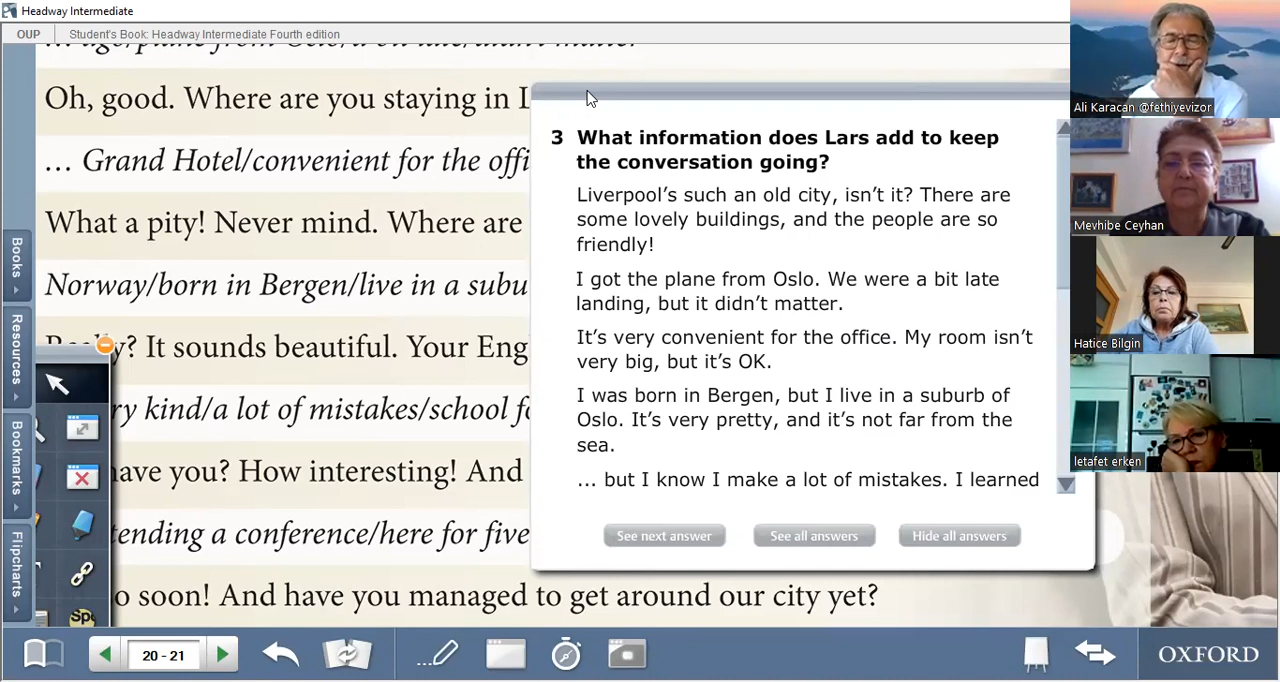 Headway Intermediate
OUP
Student's Book: Headway Intermediate Fourth edition
Oh, good. Where are you staying in L
… Grand Hotel/convenient for the offi
What a pity! Never mind. Where are
Norway/born in Bergen/live in a subu
? It sounds beautiful. Your Eng
ry kind/a lot of mistakes/school fo
have you? How interesting! And
tending a conference/here for five
o soon! And have you managed to get around our city yet?
3 What information does Lars add to keep
the conversation going?
Liverpool's such an old city, isn't it? There are
some lovely buildings, and the people are so
friendly!
I got the plane from Oslo. We were a bit late
landing, but it didn't matter.
It's very convenient for the office. My room isn't
very big, but it's OK.
I was born in Bergen, but I live in a suburb of
Oslo. It's very pretty, and it's not far from the
sea.
... but I know I make a lot of mistakes. I learned
See next answer
See all answers
Hide all answers
Books
Resources
Bookmarks
Flipcharts
Sp
20 - 21
OXFORD
Ali Karacan @fethiyevizor
Mevhibe Ceyhan
Hatice Bilgin
letafet erken